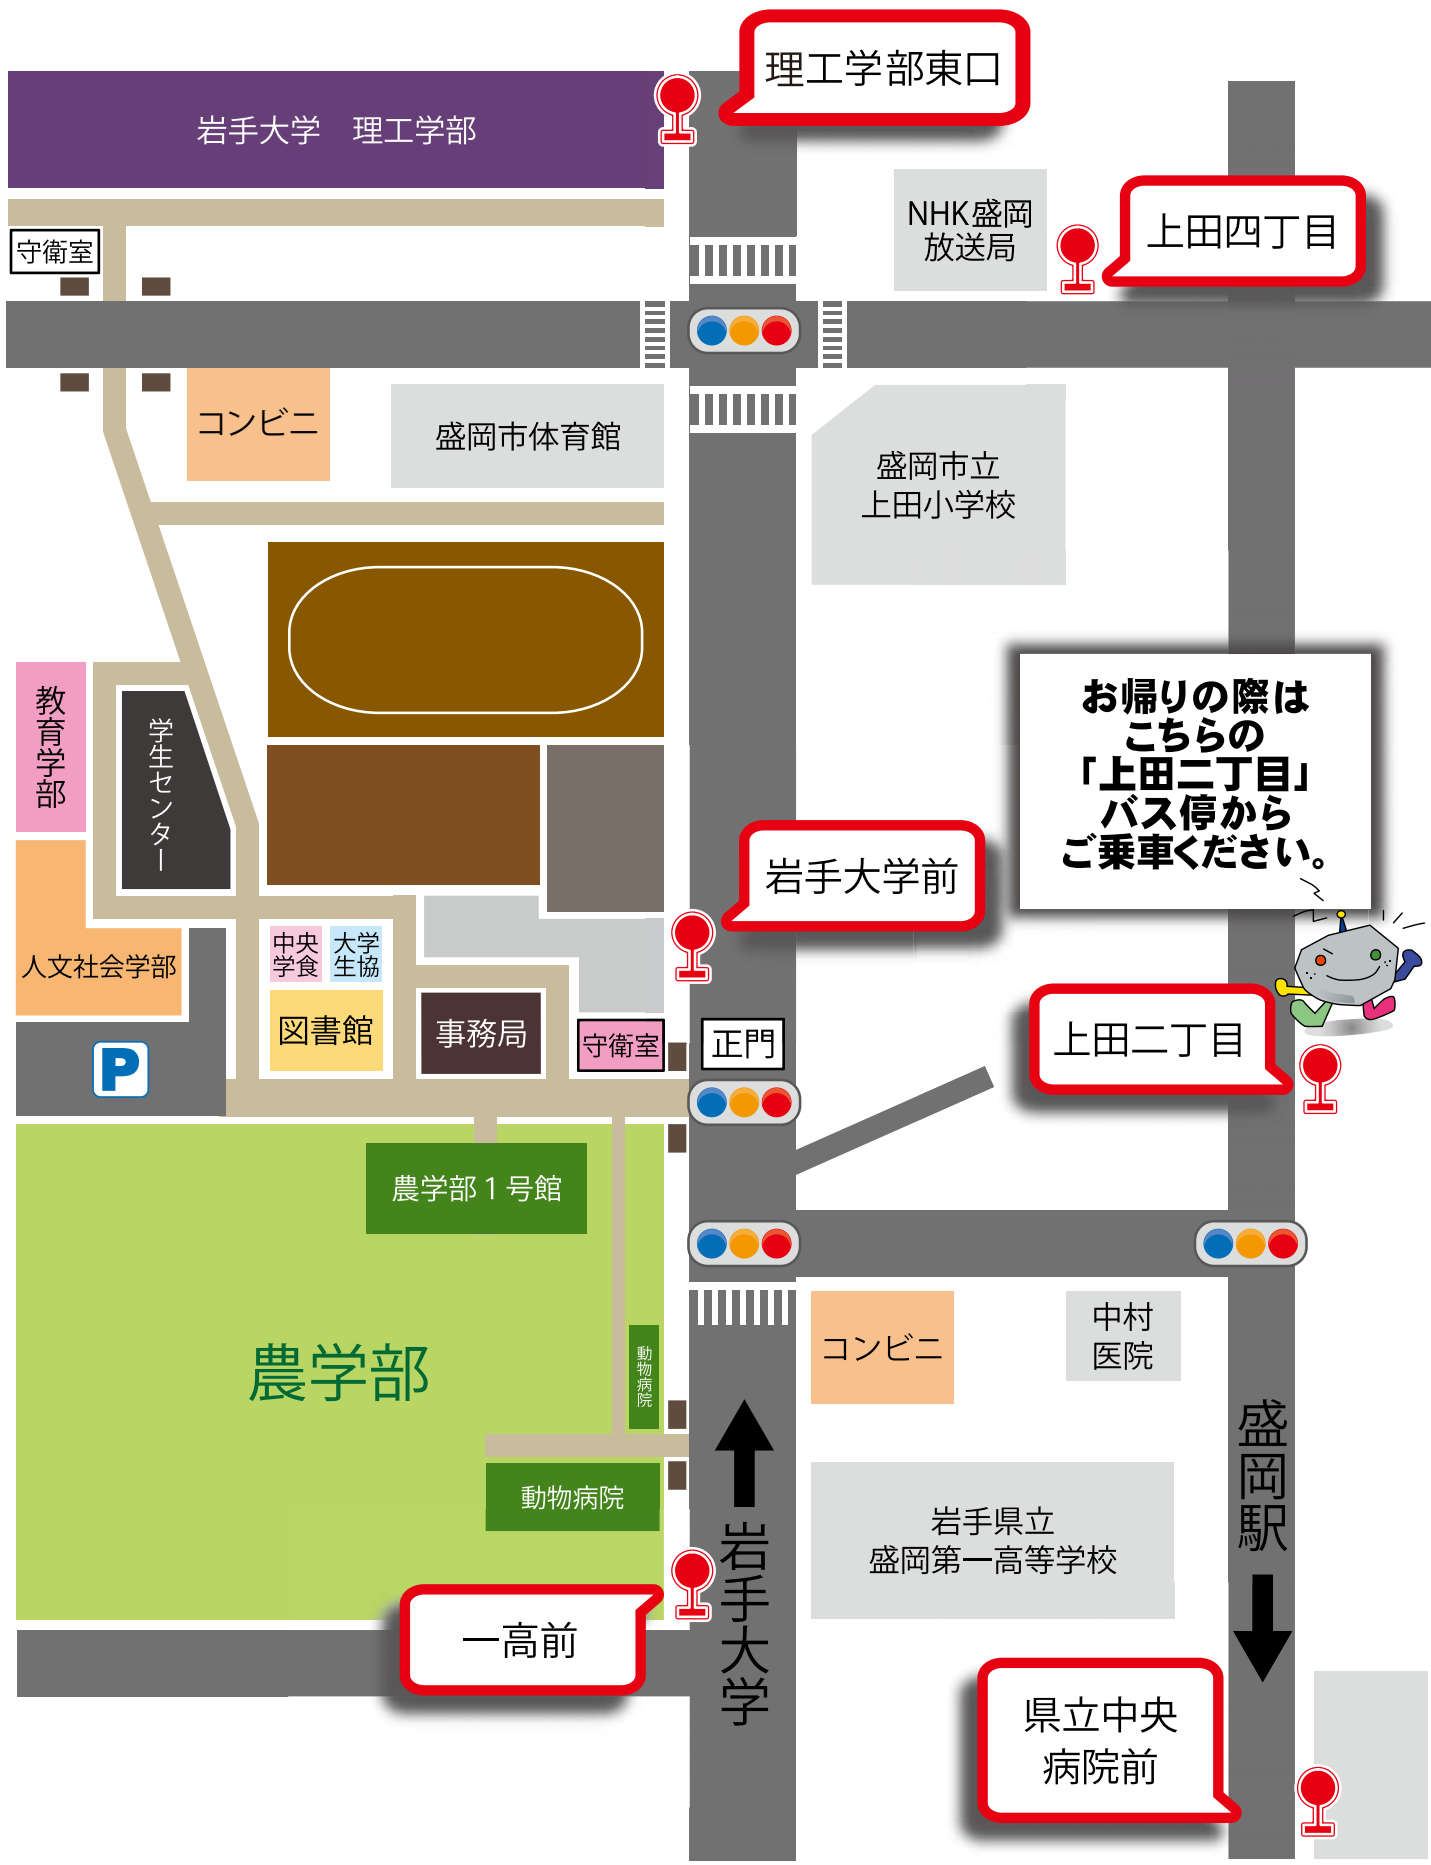 理工学部東口
岩手大学　理工学部
NHK盛岡
放送局
上田四丁目
守衛室
コンビニ
盛岡市体育館
盛岡市立
上田小学校
教育学部
学生センター
お帰りの際は
こちらの
「上田二丁目」
バス停から
ご乗車ください。
岩手大学前
人文社会学部
中央
学食
大学
生協
図書館
事務局
守衛室
正門
上田二丁目
P
農学部１号館
農学部
動物病院
コンビニ
中村
医院
動物病院
岩手大学
岩手県立
盛岡第一高等学校
盛岡駅
一高前
県立中央
病院前